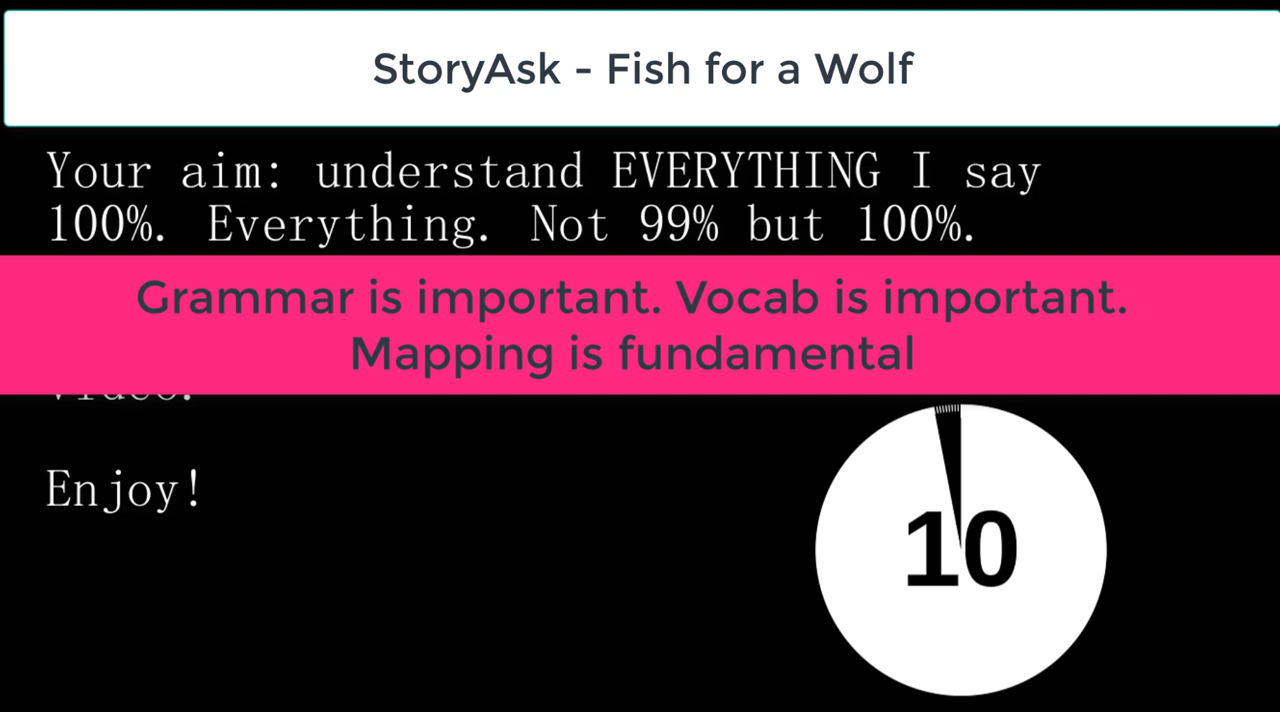 StoryAsk - Fish for a Wolf
Your aim: understand EVERYTHING I say
100%. Everything. Not 99% but 100%.
Grammar is important. Vocab is important.
Mapping is fundamental
Enjoy!
10